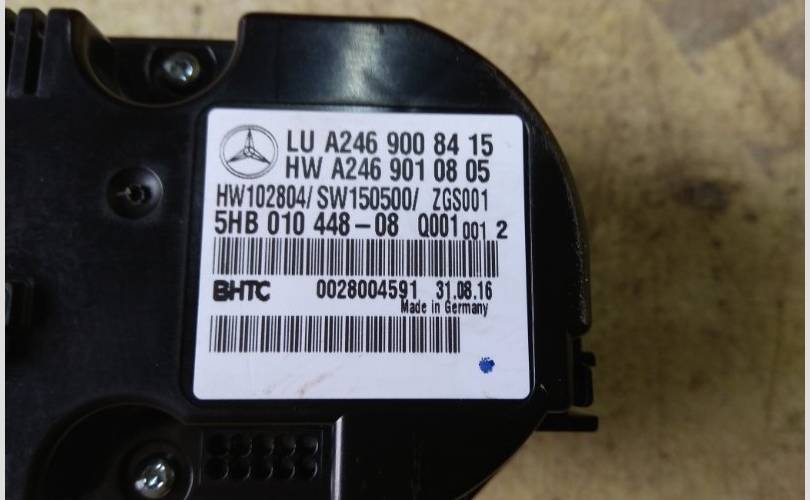 LU A246 900 84 15
HW A246 901 08 05
HW102804/ SW150500/ ZGS001
5HB 010 448-08 Q001 001 2
BHTC 0028004591 31.08.16
Made in Germany